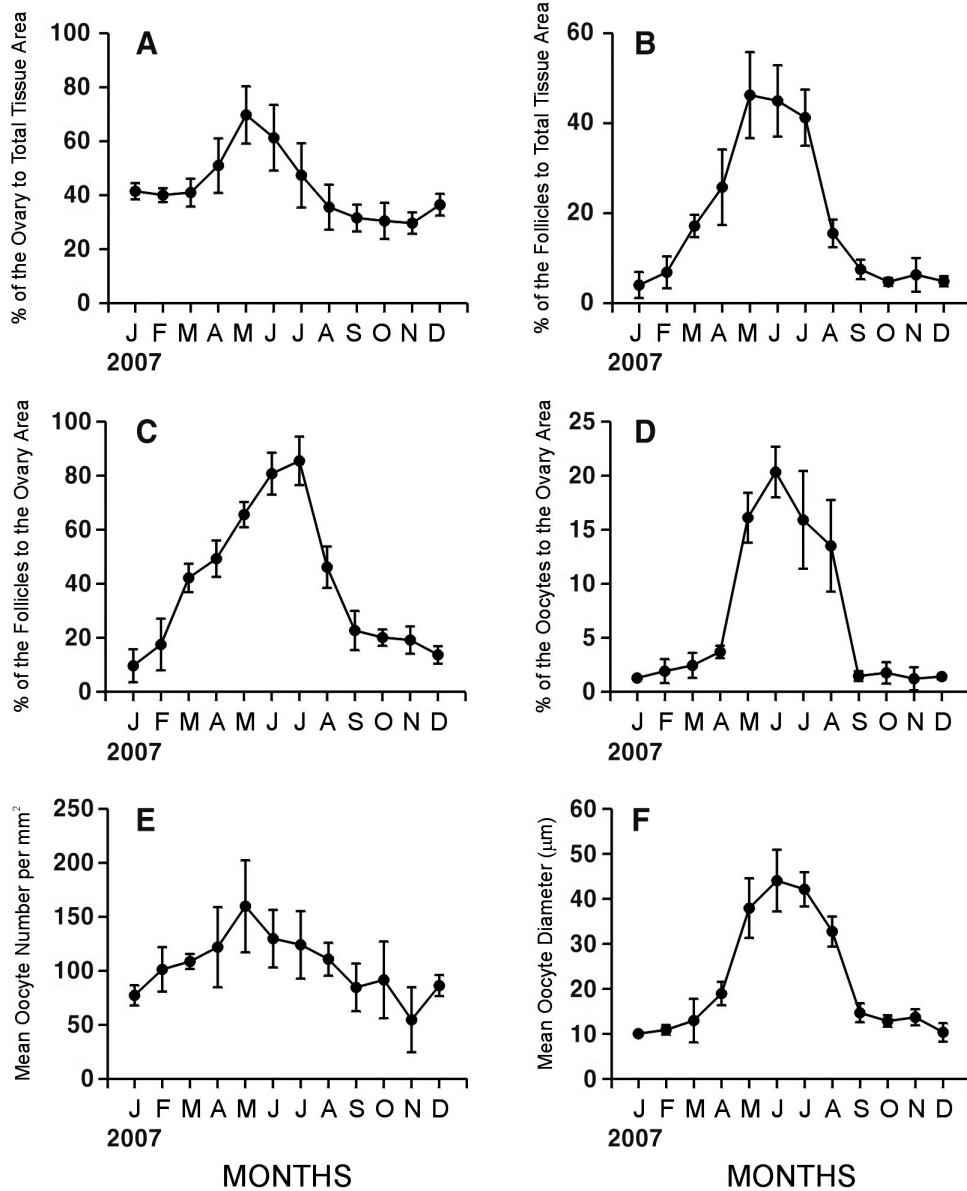 A
% of the Ovary to Total Tissue Area
100
80
60
40
20
0
J F M A M J J A S O N D
2007
B
% of the Follicles to Total Tissue Area
60
40
20
0
J F M A M J J A S O N D
2007
C
% of the Follicles to the Ovary Area
100
80
60
40
20
0
J F M A M J J A S O N D
2007
D
% of the Oocytes to the Ovary Area
25
20
15
10
5
0
J F M A M J J A S O N D
2007
E
Mean Oocyte Number per mm²
250
200
150
100
50
0
J F M A M J J A S O N D
2007
MONTHS
F
Mean Oocyte Diameter (μm)
60
50
40
30
20
10
0
J F M A M J J A S O N D
2007
MONTHS